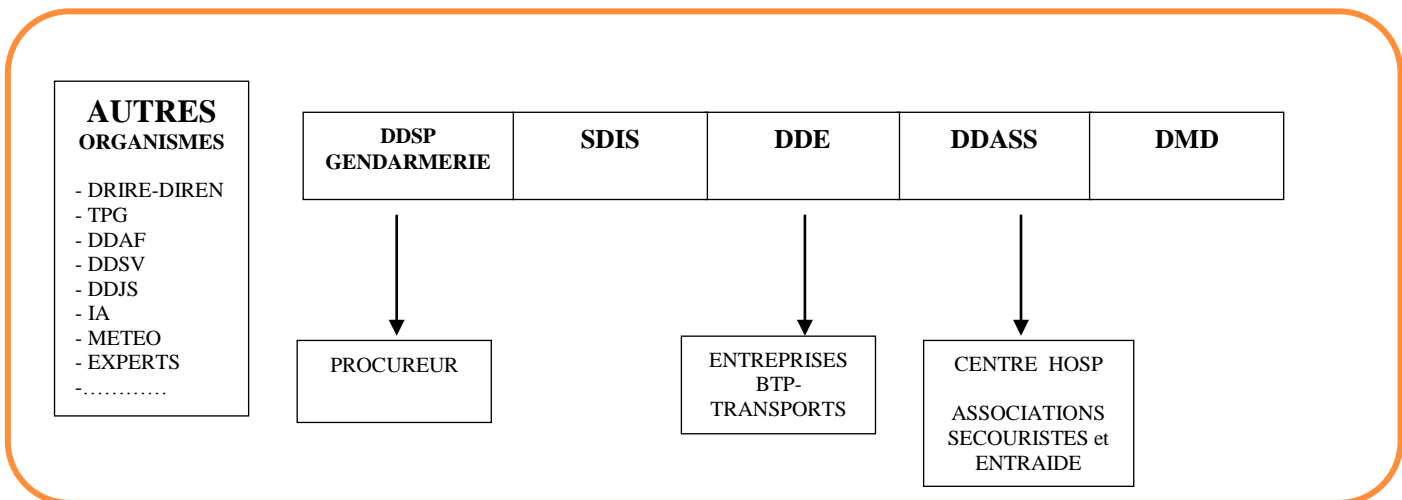 AUTRES
ORGANISMES
- DRIRE-DIREN
- TPG
- DDAF
- DDSV
- DDJS
- IA
- METEO
- EXPERTS
-…………
DDSP
GENDARMERIE
SDIS
DDE
DDASS
DMD
PROCUREUR
ENTREPRISES
BTP-
TRANSPORTS
CENTRE HOSP
ASSOCIATIONS
SECOURISTES et
ENTRAIDE